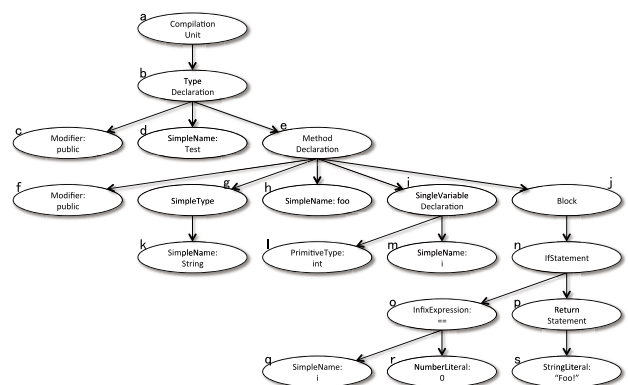 a
Compilation
Unit
b
Type
Declaration
c
Modifier:
public
d
SimpleName:
Test
e
Method
Declaration
f
Modifier:
public
g
SimpleType
h
SimpleName: foo
i
SingleVariable
Declaration
j
Block
k
SimpleName:
String
l
PrimitiveType:
int
m
SimpleName:
i
n
IfStatement
o
InfixExpression:
==
p
Return
Statement
q
SimpleName:
i
r
NumberLiteral:
0
s
StringLiteral:
"Foo!"